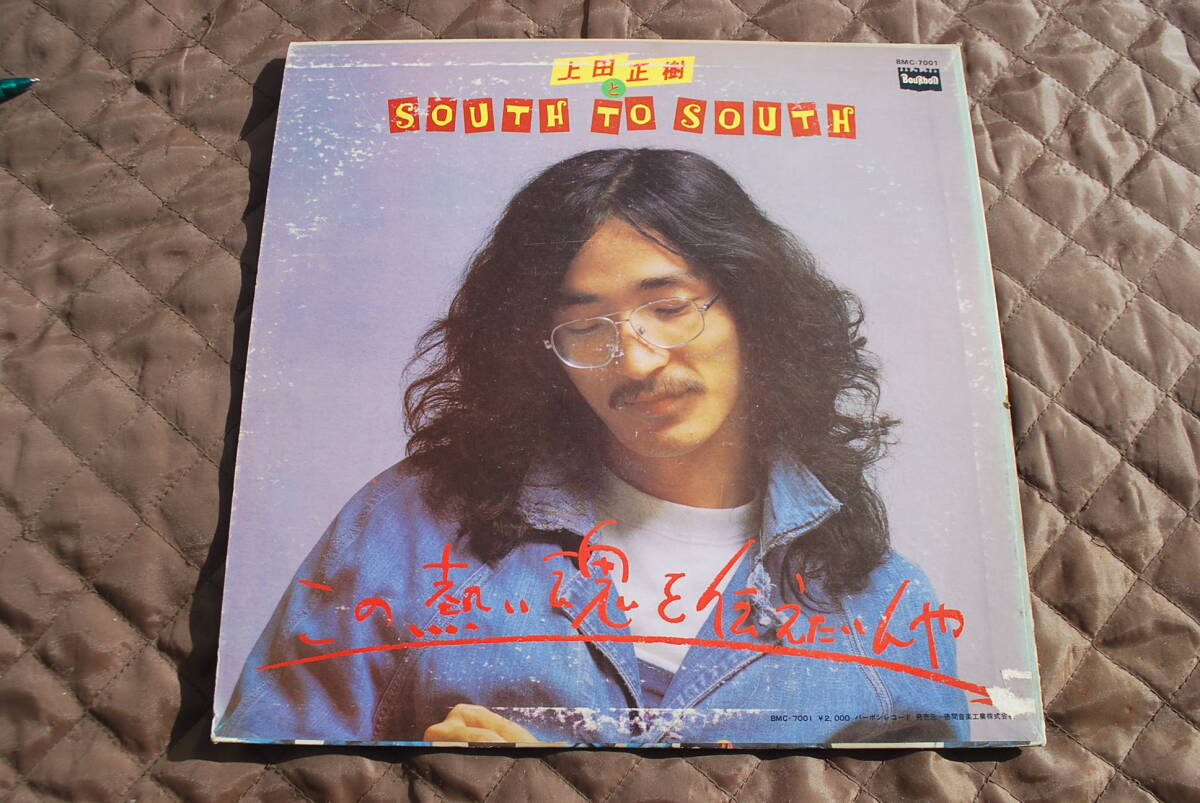 上田正樹
と
SOUTH TO SOUTH
BMC-7001
BOURBON
この熱い魂を伝えたいんや
BMC-7001 ¥2,000 バーボンレコード 発売元―徳間音楽工業株式会